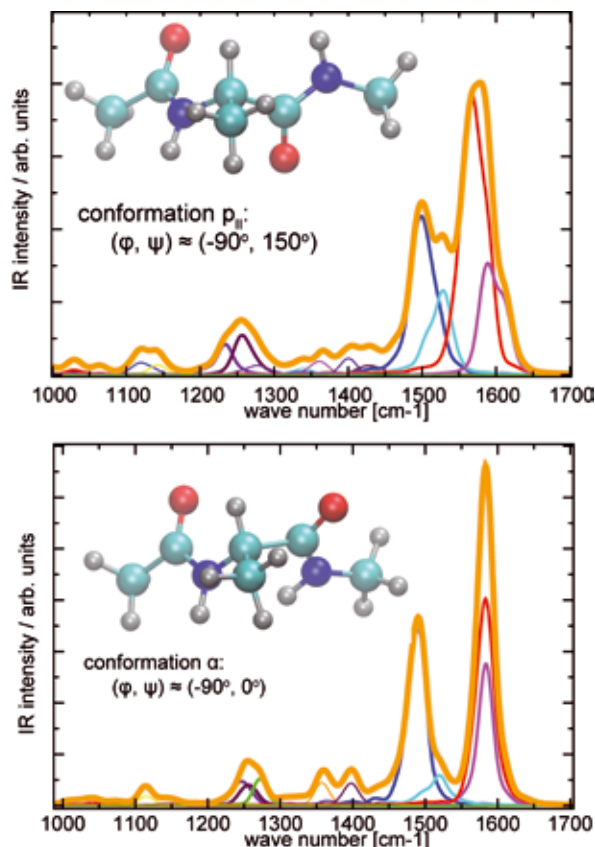 IR intensity / arb. units
conformation pıı:
(φ, ψ) ≈ (-90°, 150°)
1000 1100 1200 1300 1400 1500 1600 1700
wave number [cm-1]
IR intensity / arb. units
conformation α:
(φ, ψ) ≈ (-90°, 0°)
1000 1100 1200 1300 1400 1500 1600 1700
wave number [cm-1]